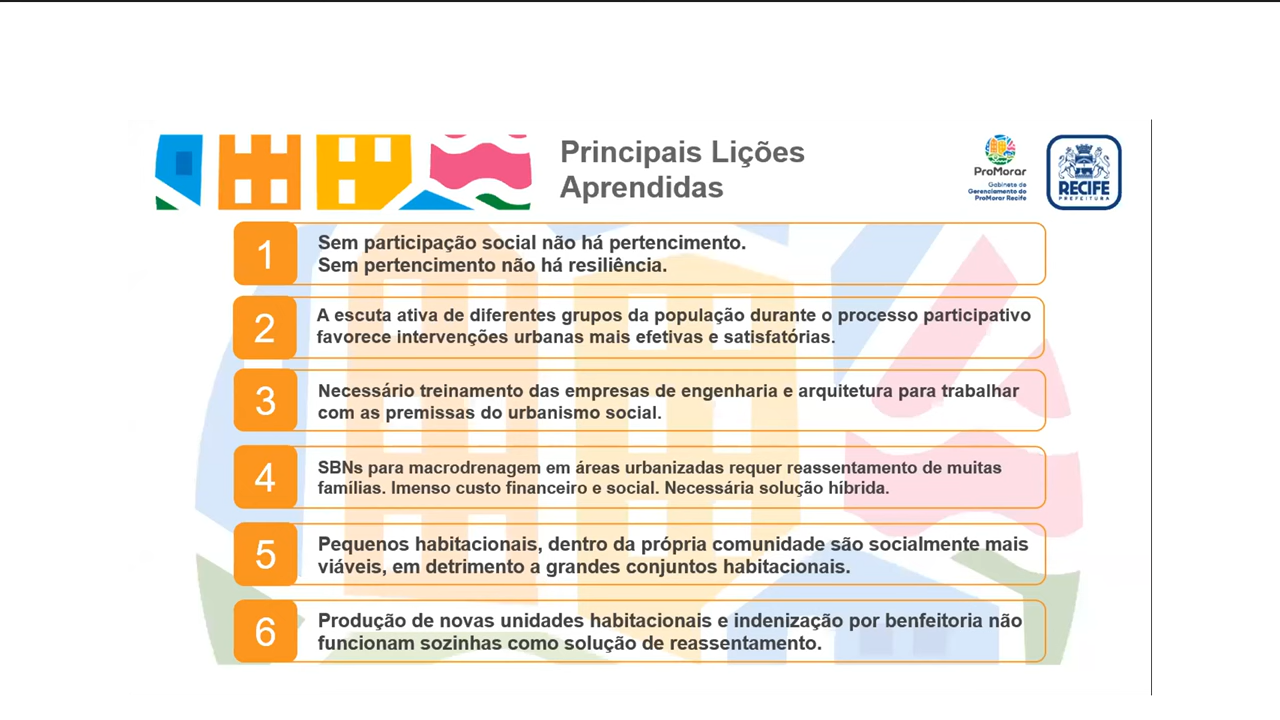 Principais Lições
Aprendidas
ProMorar
Gabinete de
Gerenciamento do
ProMorar Recife
RECIFE
PREFEITURA
1
Sem participação social não há pertencimento.
Sem pertencimento não há resiliência.
2
A escuta ativa de diferentes grupos da população durante o processo participativo
favorece intervenções urbanas mais efetivas e satisfatórias.
3
Necessário treinamento das empresas de engenharia e arquitetura para trabalhar
com as premissas do urbanismo social.
4
SBNs para macrodrenagem em áreas urbanizadas requer reassentamento de muitas
famílias. Imenso custo financeiro e social. Necessária solução híbrida.
5
Pequenos habitacionais, dentro da própria comunidade são socialmente mais
viáveis, em detrimento a grandes conjuntos habitacionais.
6
Produção de novas unidades habitacionais e indenização por benfeitoria não
funcionam sozinhas como solução de reassentamento.